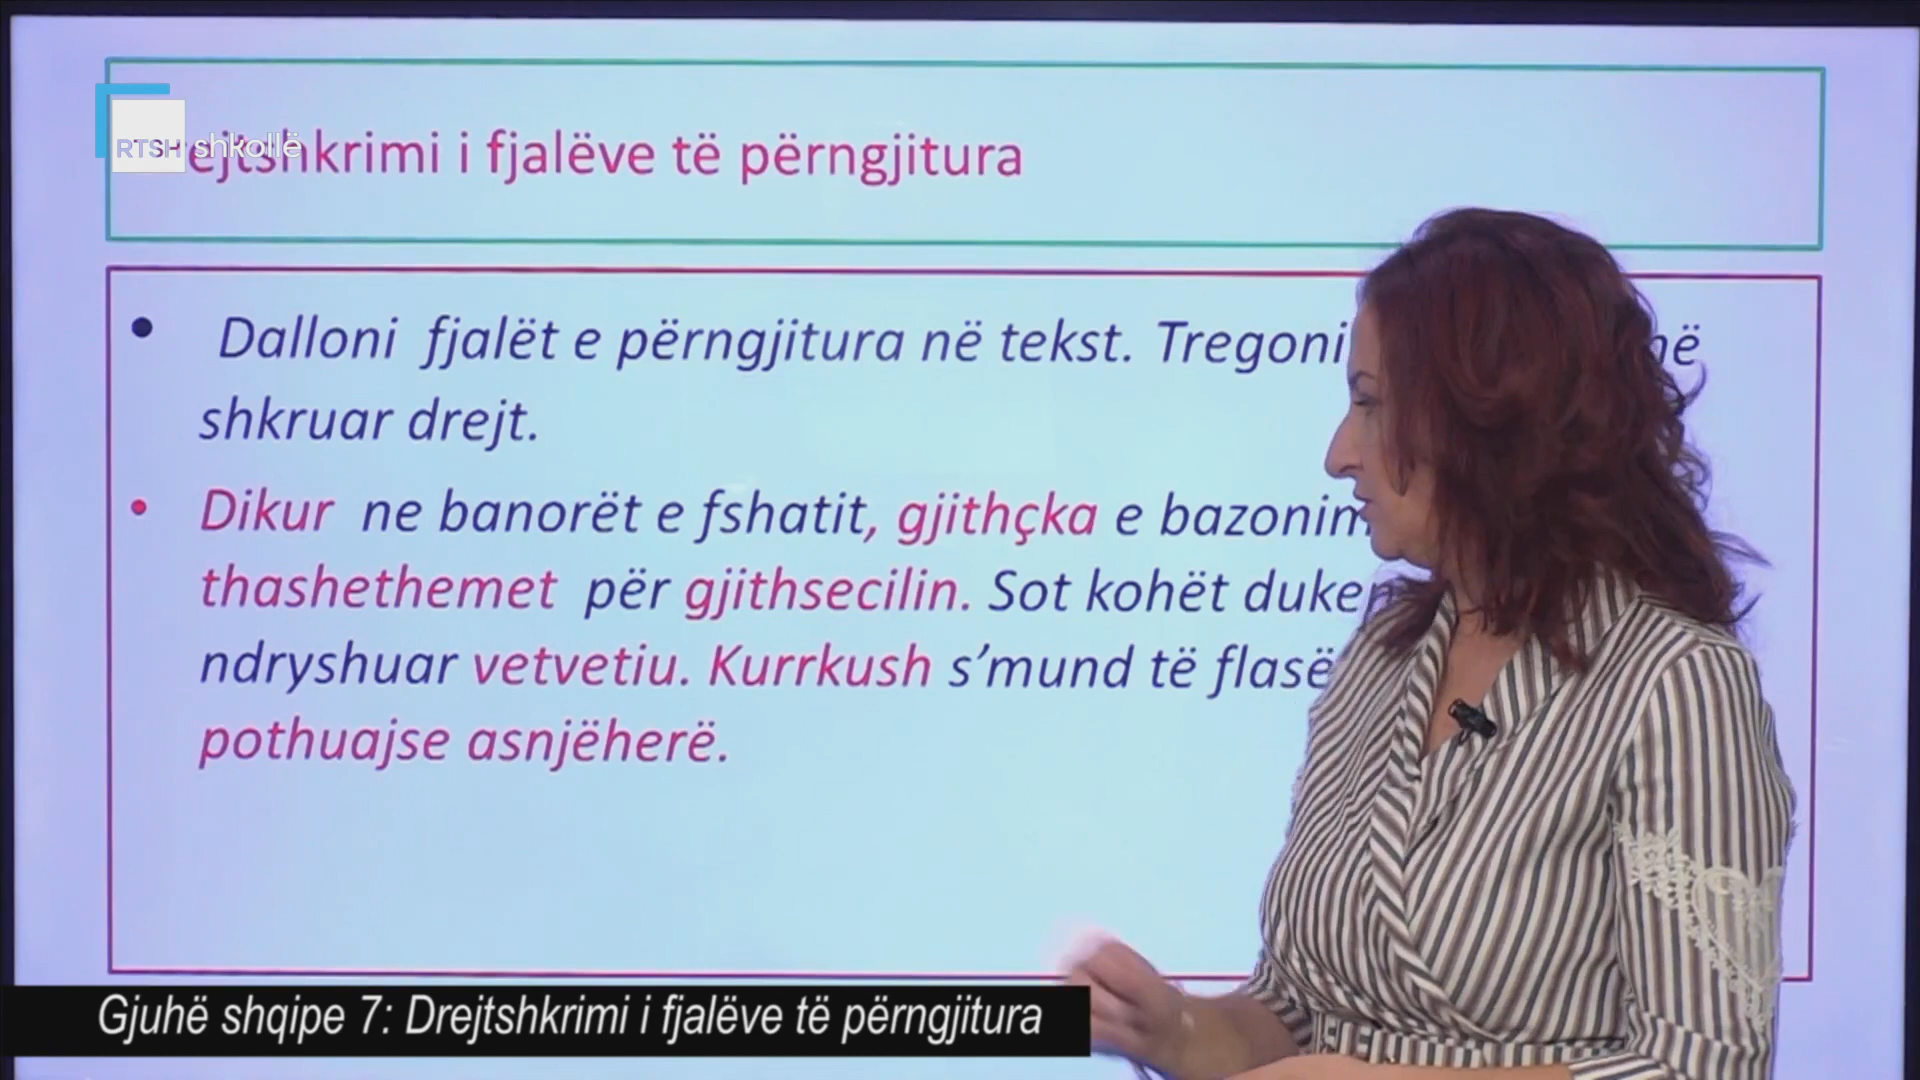 RTSH shkollë
Drejtshkrimi i fjalëve të përngjitura
Dalloni fjalët e përngjitura në tekst. Tregoni
shkruar drejt.
Dikur ne banorët e fshatit, gjithçka e bazonim
thashethemet për gjithsecilin. Sot kohët duken
ndryshuar vetvetiu. Kurrkush s'mund të flasë
pothuajse asnjëherë.
Gjuhë shqipe 7: Drejtshkrimi i fjalëve të përngjitura